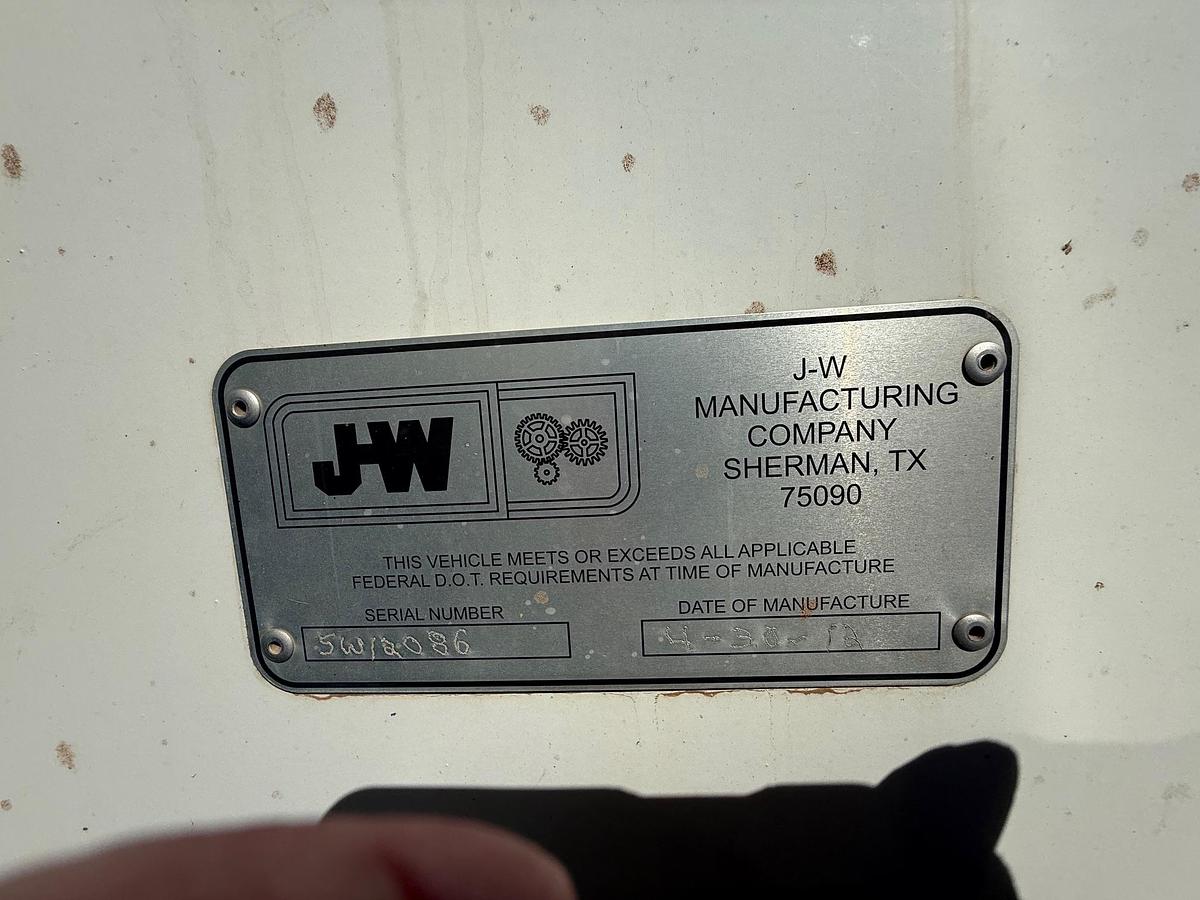 J-W
J-W
MANUFACTURING
COMPANY
SHERMAN, TX
75090
THIS VEHICLE MEETS OR EXCEEDS ALL APPLICABLE
FEDERAL D.O.T. REQUIREMENTS AT TIME OF MANUFACTURE
SERIAL NUMBER
SW12086
DATE OF MANUFACTURE
4-30-12